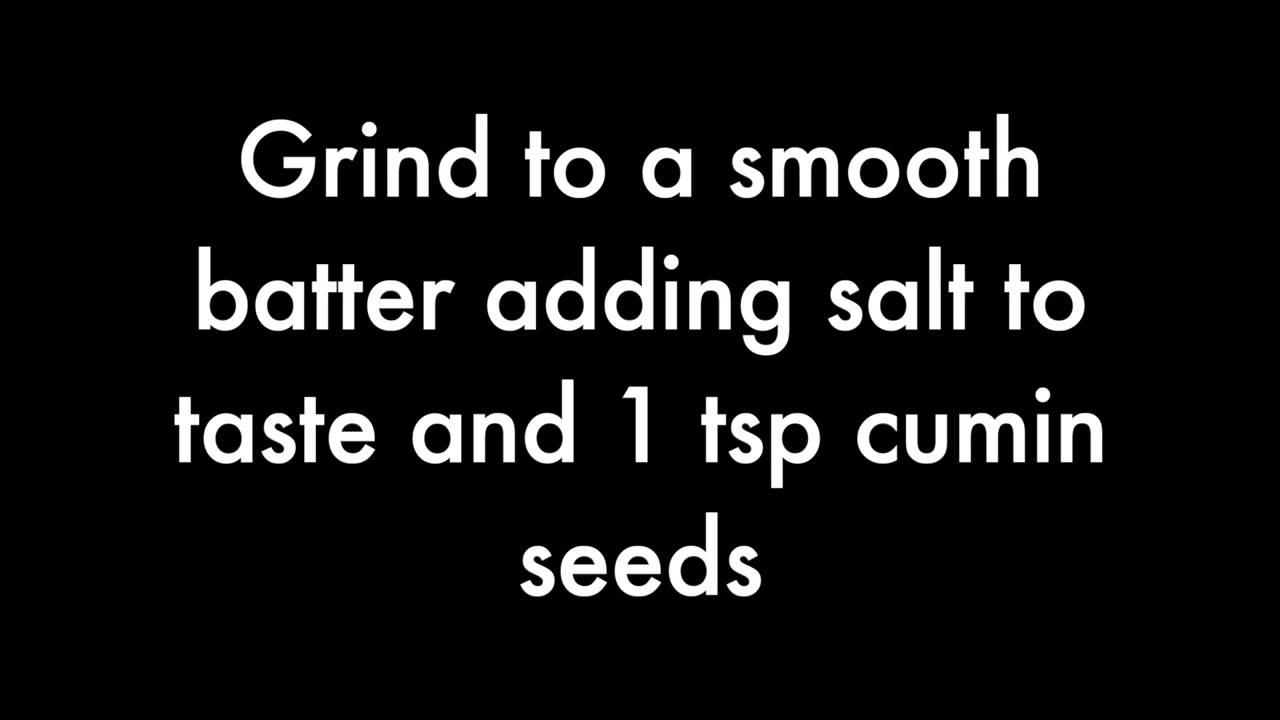 Grind to a smooth
batter adding salt to
taste and 1 tsp cumin
seeds